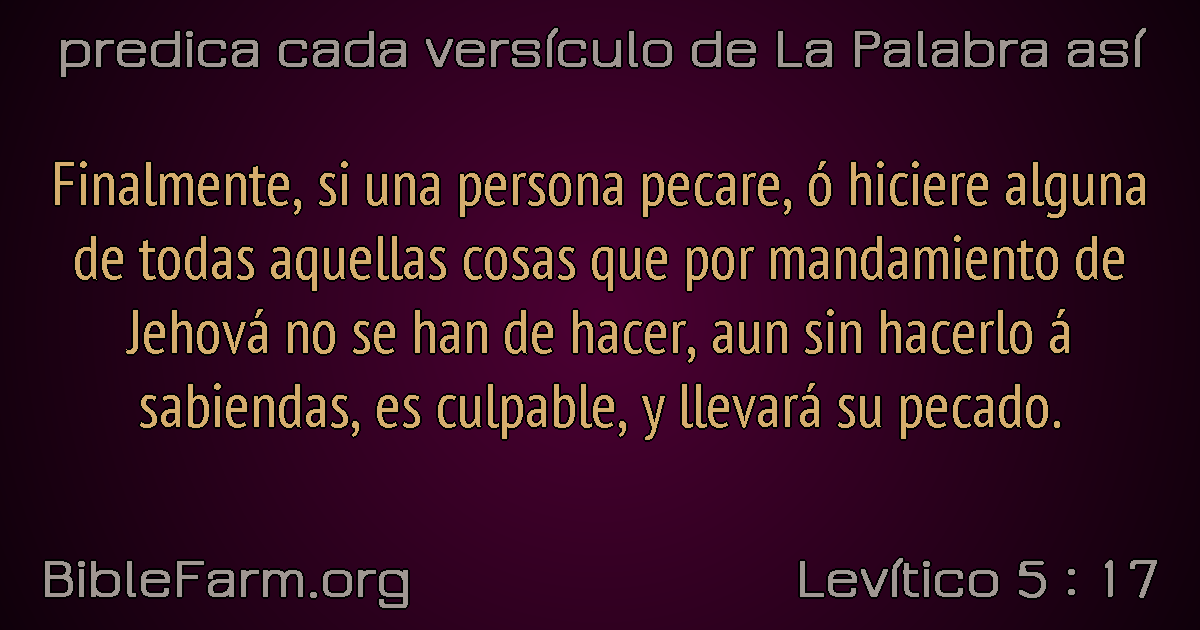 predica cada versículo de La Palabra así
Finalmente, si una persona pecare, ó hiciere alguna
de todas aquellas cosas que por mandamiento de
Jehová no se han de hacer, aun sin hacerlo á
sabiendas, es culpable, y llevará su pecado.
BibleFarm.org
Levítico 5 : 17